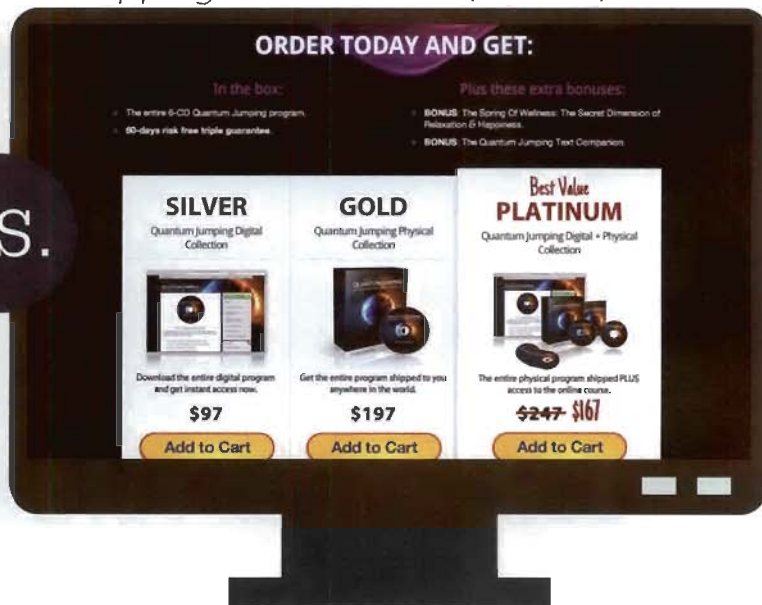 ORDER TODAY AND GET:
In the box:
The entire 6-CD Quantum Jumping program.
60-days risk free triple guarantee.
Plus these extra bonuses:
BONUS: The Spring Of Wellness: The Secret Dimension of
Relaxation & Happiness.
BONUS: The Quantum Jumping Text Companion.
S.
SILVER
Quantum Jumping Digital
Collection
Download the entire digital program
and get instant access now.
$97
Add to Cart
GOLD
Quantum Jumping Physical
Collection
Get the entire program shipped to you
anywhere in the world.
$197
Add to Cart
Best Value
PLATINUM
Quantum Jumping Digital + Physical
Collection
The entire physical program shipped PLUS
access to the online course.
$247 $167
Add to Cart